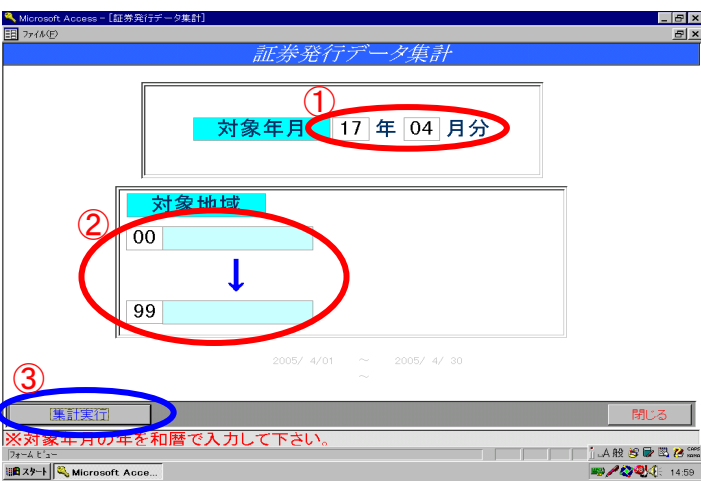 Microsoft Access - [証券発行データ集計]
ファイル(F)
証券発行データ集計
①
対象年月 17 年 04 月分
対象地域
②
00
↓
99
2005/ 4/01 ～ 2005/ 4/ 30
～
③
集計実行 閉じる
※対象年月の年を和暦で入力して下さい。
フォーム ビュー
A 般 CAPS
KANA
スタート Microsoft Acce... 14:59